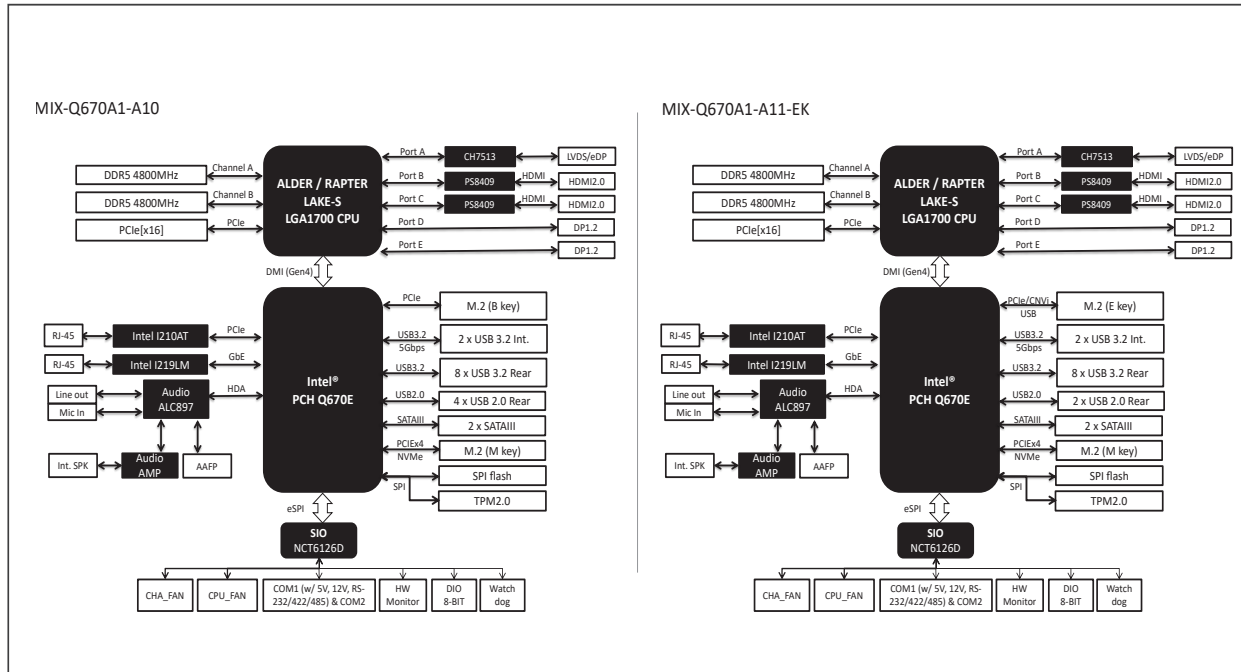 MIX-Q670A1-A10
DDR5 4800MHz
Channel A
DDR5 4800MHz
Channel B
PCIe[x16]
PCIe
ALDER / RAPTER
LAKE-S
LGA1700 CPU
Port A
CH7513
LVDS/eDP
Port B
PS8409
HDMI
HDMI2.0
Port C
PS8409
HDMI
HDMI2.0
Port D
DP1.2
Port E
DP1.2
DMI (Gen4)
RJ-45
Intel I210AT
PCIe
RJ-45
Intel I219LM
GbE
Line out
Mic In
Audio
ALC897
HDA
Int. SPK
Audio
AMP
AAFP
Intel®
PCH Q670E
PCIe
M.2 (B key)
USB3.2
5Gbps
2 x USB 3.2 Int.
USB3.2
8 x USB 3.2 Rear
USB2.0
4 x USB 2.0 Rear
SATAIII
2 x SATAIII
PCIEx4
NVMe
M.2 (M key)
SPI
SPI flash
TPM2.0
eSPI
SIO
NCT6126D
CHA_FAN
CPU_FAN
COM1 (w/ 5V, 12V, RS-
232/422/485) & COM2
HW
Monitor
DIO
8-BIT
Watch
dog
MIX-Q670A1-A11-EK
DDR5 4800MHz
Channel A
DDR5 4800MHz
Channel B
PCIe[x16]
PCIe
ALDER / RAPTER
LAKE-S
LGA1700 CPU
Port A
CH7513
LVDS/eDP
Port B
PS8409
HDMI
HDMI2.0
Port C
PS8409
HDMI
HDMI2.0
Port D
DP1.2
Port E
DP1.2
DMI (Gen4)
RJ-45
Intel I210AT
PCIe
RJ-45
Intel I219LM
GbE
Line out
Mic In
Audio
ALC897
HDA
Int. SPK
Audio
AMP
AAFP
Intel®
PCH Q670E
PCIe/CNVi
USB
M.2 (E key)
USB3.2
5Gbps
2 x USB 3.2 Int.
USB3.2
8 x USB 3.2 Rear
USB2.0
2 x USB 2.0 Rear
SATAIII
2 x SATAIII
PCIEx4
NVMe
M.2 (M key)
SPI
SPI flash
TPM2.0
eSPI
SIO
NCT6126D
CHA_FAN
CPU_FAN
COM1 (w/ 5V, 12V, RS-
232/422/485) & COM2
HW
Monitor
DIO
8-BIT
Watch
dog